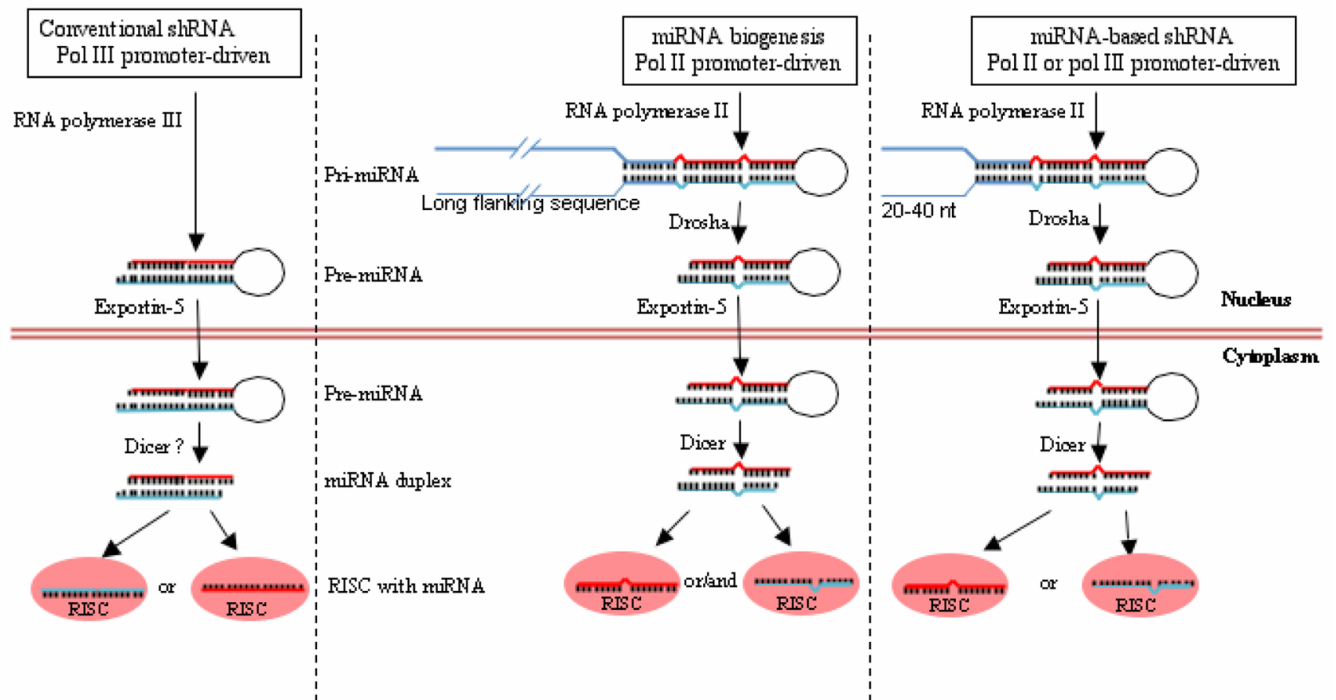 Conventional shRNA
Pol III promoter-driven
miRNA biogenesis
Pol II promoter-driven
miRNA-based shRNA
Pol II or pol III promoter-driven
RNA polymerase III
RNA polymerase II
RNA polymerase II
Pri-miRNA
Long flanking sequence
20-40 nt
Drosha
Drosha
Pre-miRNA
Exportin-5
Exportin-5
Exportin-5
Nucleus
Cytoplasm
Pre-miRNA
Dicer ?
Dicer
Dicer
miRNA duplex
RISC
or
RISC
RISC with miRNA
RISC
or/and
RISC
RISC
or
RISC